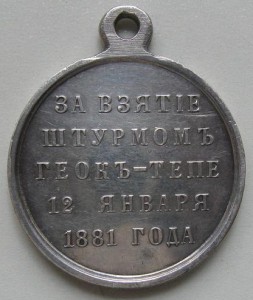 ЗА ВЗЯТІЕ
ШТУРМОМЪ
ГЕОКЪ-ТЕПЕ
12 ЯНВАРЯ
1881 ГОДА